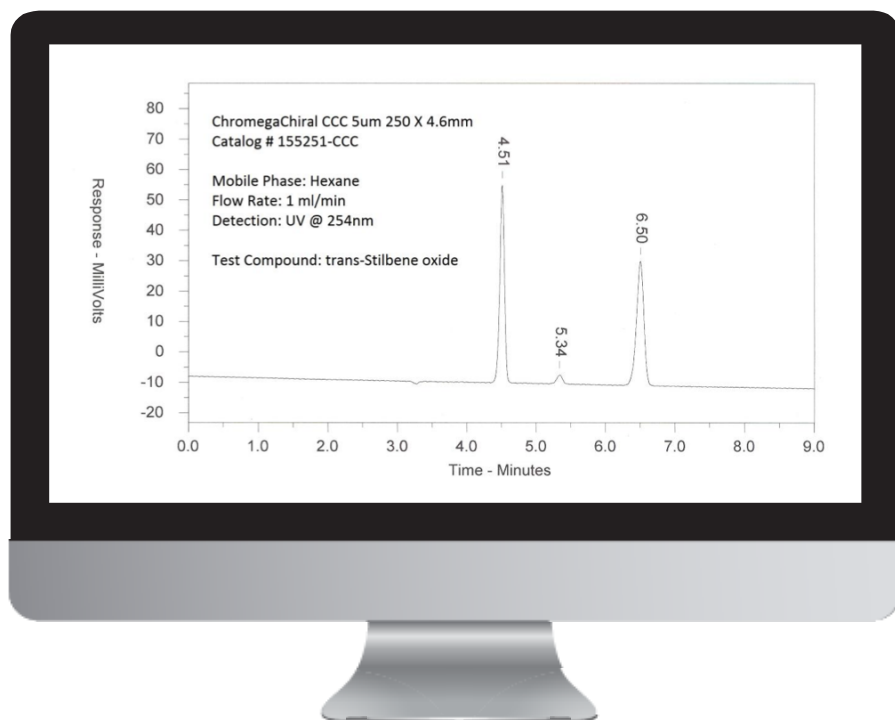 ChromegaChiral CCC 5um 250 X 4.6mm
Catalog # 155251-CCC
Mobile Phase: Hexane
Flow Rate: 1 ml/min
Detection: UV @ 254nm
Test Compound: trans-Stilbene oxide
Response - MilliVolts
80
70
60
50
40
30
20
10
0
-10
-20
4.51
5.34
6.50
0.0 1.0 2.0 3.0 4.0 5.0 6.0 7.0 8.0 9.0
Time - Minutes